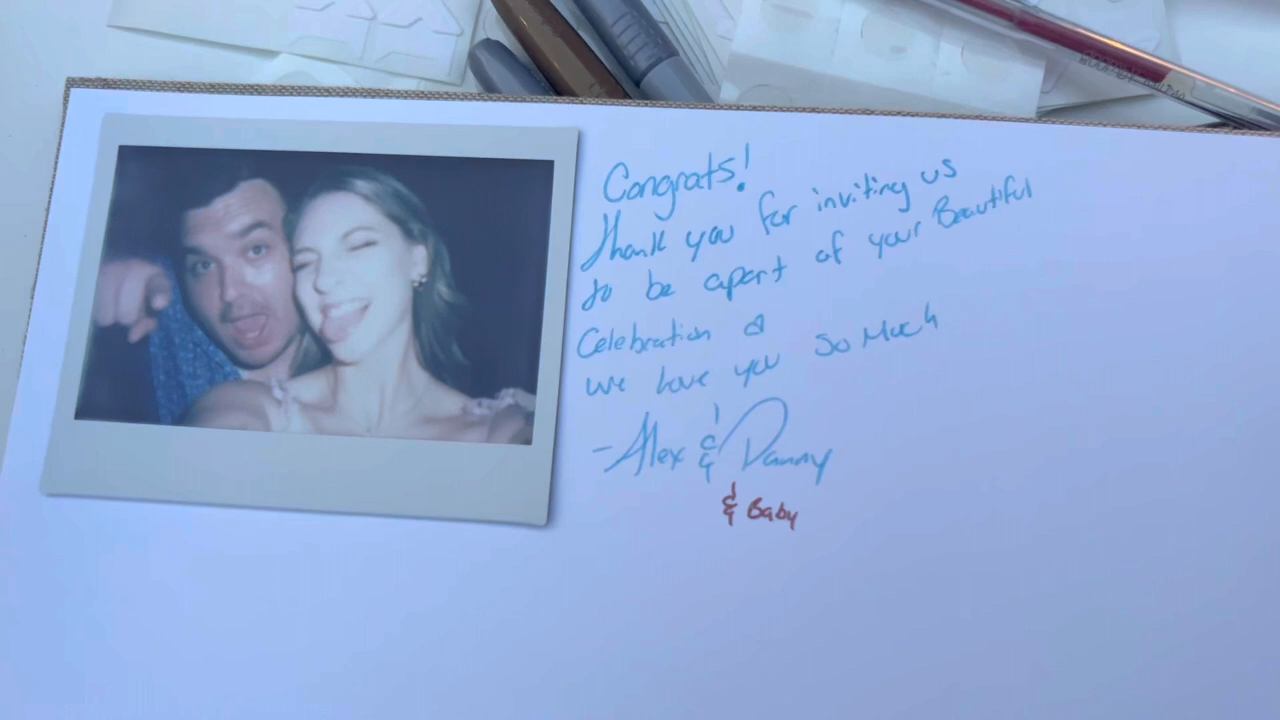 Congrats!
Thank you for inviting us
to be apart of your Beautiful
Celebration
we love you So Much
-Alex & Danny
& Baby